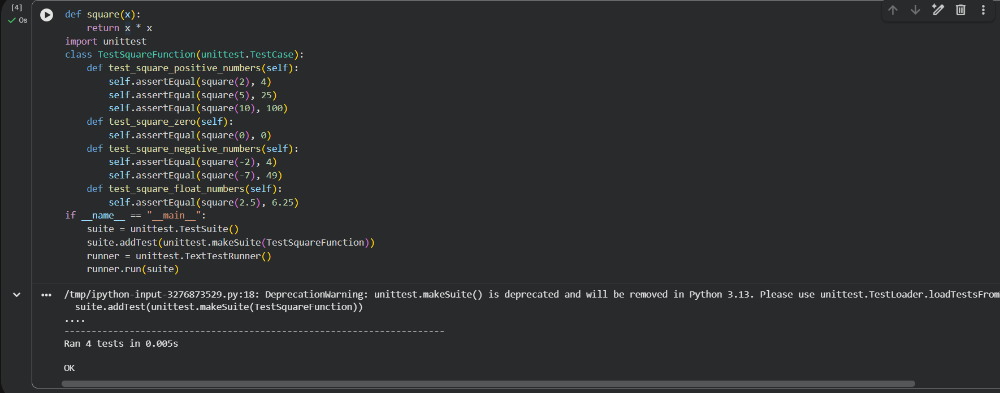 [4]
0s
def square(x):
    return x * x
import unittest
class TestSquareFunction(unittest.TestCase):
    def test_square_positive_numbers(self):
        self.assertEqual(square(2), 4)
        self.assertEqual(square(5), 25)
        self.assertEqual(square(10), 100)
    def test_square_zero(self):
        self.assertEqual(square(0), 0)
    def test_square_negative_numbers(self):
        self.assertEqual(square(-2), 4)
        self.assertEqual(square(-7), 49)
    def test_square_float_numbers(self):
        self.assertEqual(square(2.5), 6.25)
if __name__ == "__main__":
    suite = unittest.TestSuite()
    suite.addTest(unittest.makeSuite(TestSquareFunction))
    runner = unittest.TextTestRunner()
    runner.run(suite)
/tmp/ipython-input-3276873529.py:18: DeprecationWarning: unittest.makeSuite() is deprecated and will be removed in Python 3.13. Please use unittest.TestLoader.loadTestsFrom
  suite.addTest(unittest.makeSuite(TestSquareFunction))
....
----------------------------------------------------------------------
Ran 4 tests in 0.005s

OK